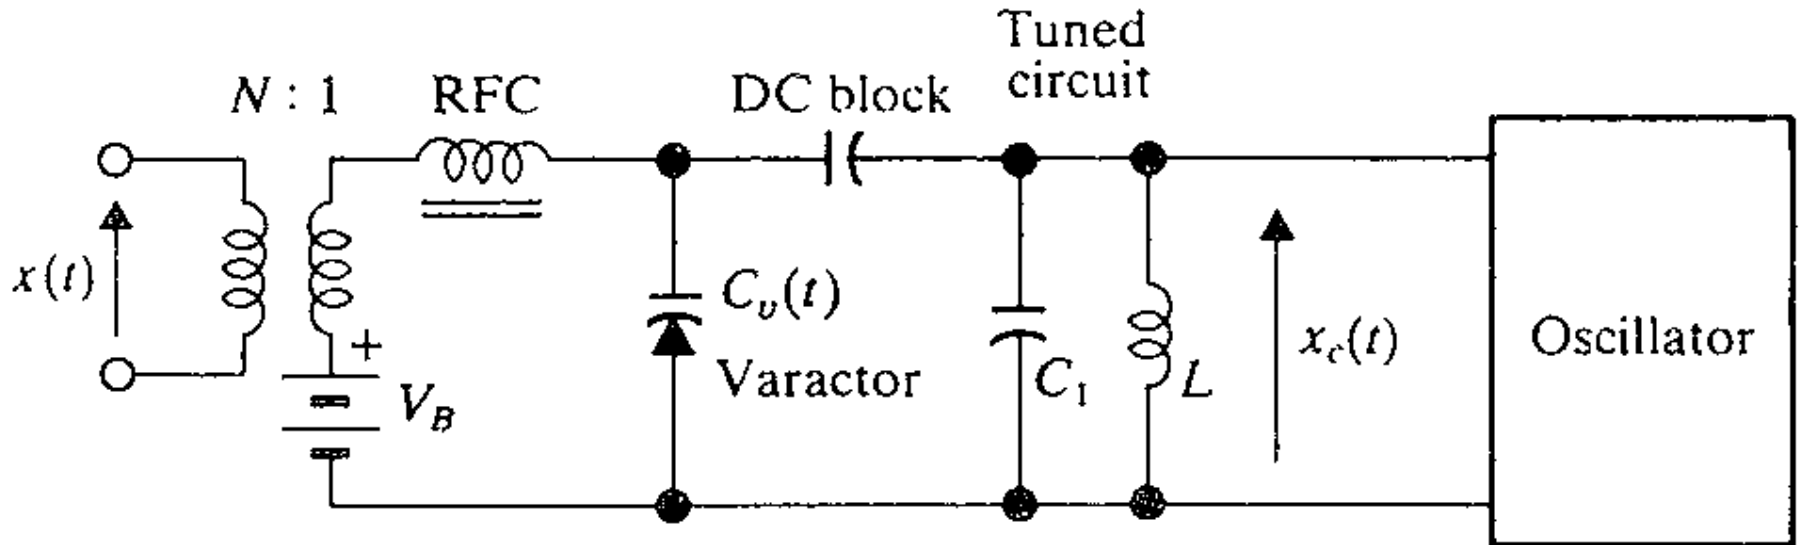 Tuned
circuit
N : 1
RFC
DC block
x(t)
+
V_B
C_v(t)
Varactor
C_1
L
x_c(t)
Oscillator